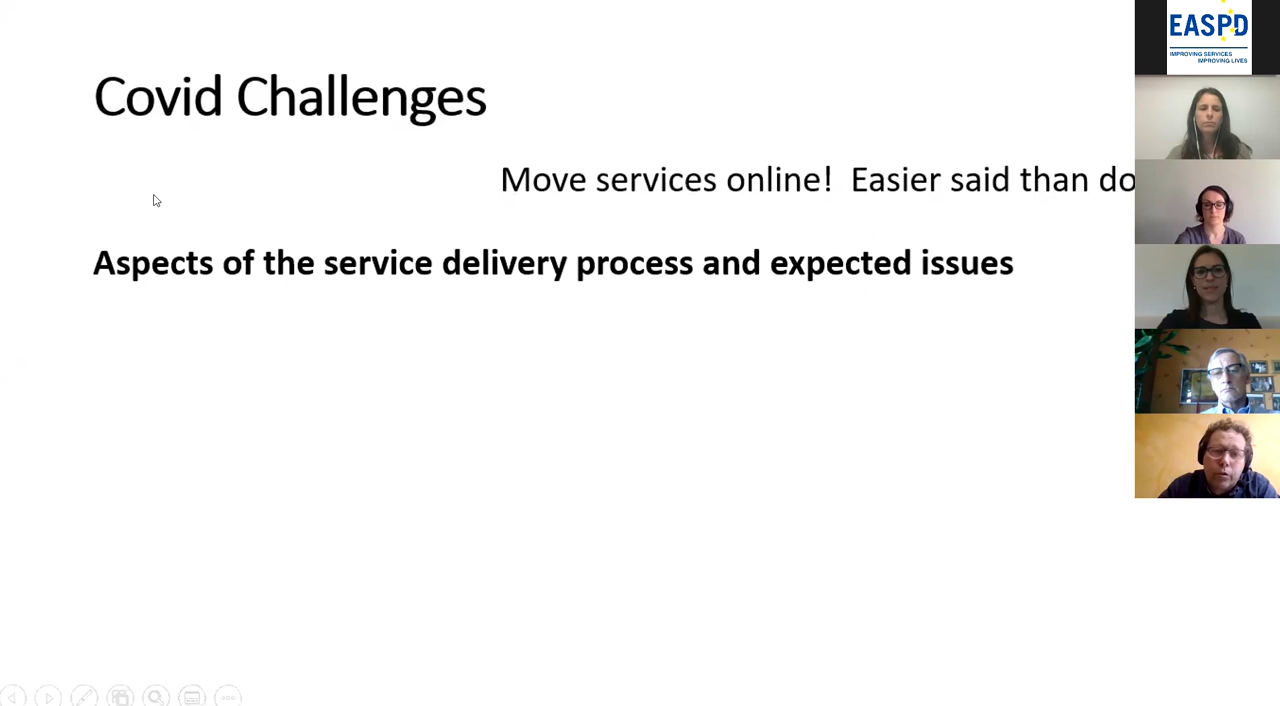 EASPD
IMPROVING SERVICES
IMPROVING LIVES
Covid Challenges
Move services online! Easier said than do
Aspects of the service delivery process and expected issues